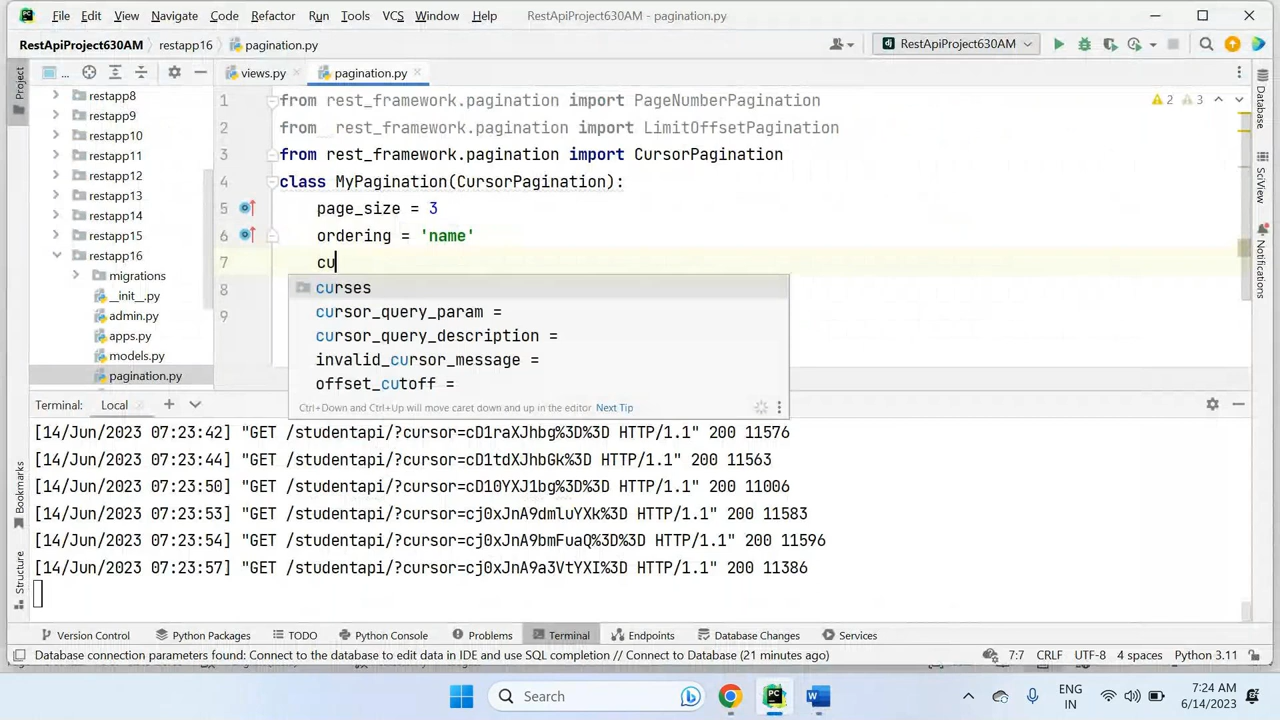 File Edit View Navigate Code Refactor Run Tools VCS Window Help RestApiProject630AM - pagination.py
RestApiProject630AM restapp16 pagination.py RestApiProject630AM
... views.py pagination.py
Project
restapp8
restapp9
restapp10
restapp11
restapp12
restapp13
restapp14
restapp15
restapp16
migrations
__init__.py
admin.py
apps.py
models.py
pagination.py
1 from rest_framework.pagination import PageNumberPagination
2 from rest_framework.pagination import LimitOffsetPagination
3 from rest_framework.pagination import CursorPagination
4 class MyPagination(CursorPagination):
5 page_size = 3
6 ordering = 'name'
7 cu
8
9
2 3
curses
cursor_query_param =
cursor_query_description =
invalid_cursor_message =
offset_cutoff =
Ctrl+Down and Ctrl+Up will move caret down and up in the editor Next Tip
Database
SciView
Notifications
Terminal: Local
[14/Jun/2023 07:23:42] "GET /studentapi/?cursor=cD1raXJhbg%3D%3D HTTP/1.1" 200 11576
[14/Jun/2023 07:23:44] "GET /studentapi/?cursor=cD1tdXJhbGk%3D HTTP/1.1" 200 11563
[14/Jun/2023 07:23:50] "GET /studentapi/?cursor=cD10YXJ1bg%3D%3D HTTP/1.1" 200 11006
[14/Jun/2023 07:23:53] "GET /studentapi/?cursor=cj0xJnA9dmluYXk%3D HTTP/1.1" 200 11583
[14/Jun/2023 07:23:54] "GET /studentapi/?cursor=cj0xJnA9bmFuaQ%3D%3D HTTP/1.1" 200 11596
[14/Jun/2023 07:23:57] "GET /studentapi/?cursor=cj0xJnA9a3VtYXI%3D HTTP/1.1" 200 11386
Bookmarks
Structure
Version Control Python Packages TODO Python Console Problems Terminal Endpoints Database Changes Services
Database connection parameters found: Connect to the database to edit data in IDE and use SQL completion // Connect to Database (21 minutes ago) 7:7 CRLF UTF-8 4 spaces Python 3.11
Search
ENG
IN
7:24 AM
6/14/2023